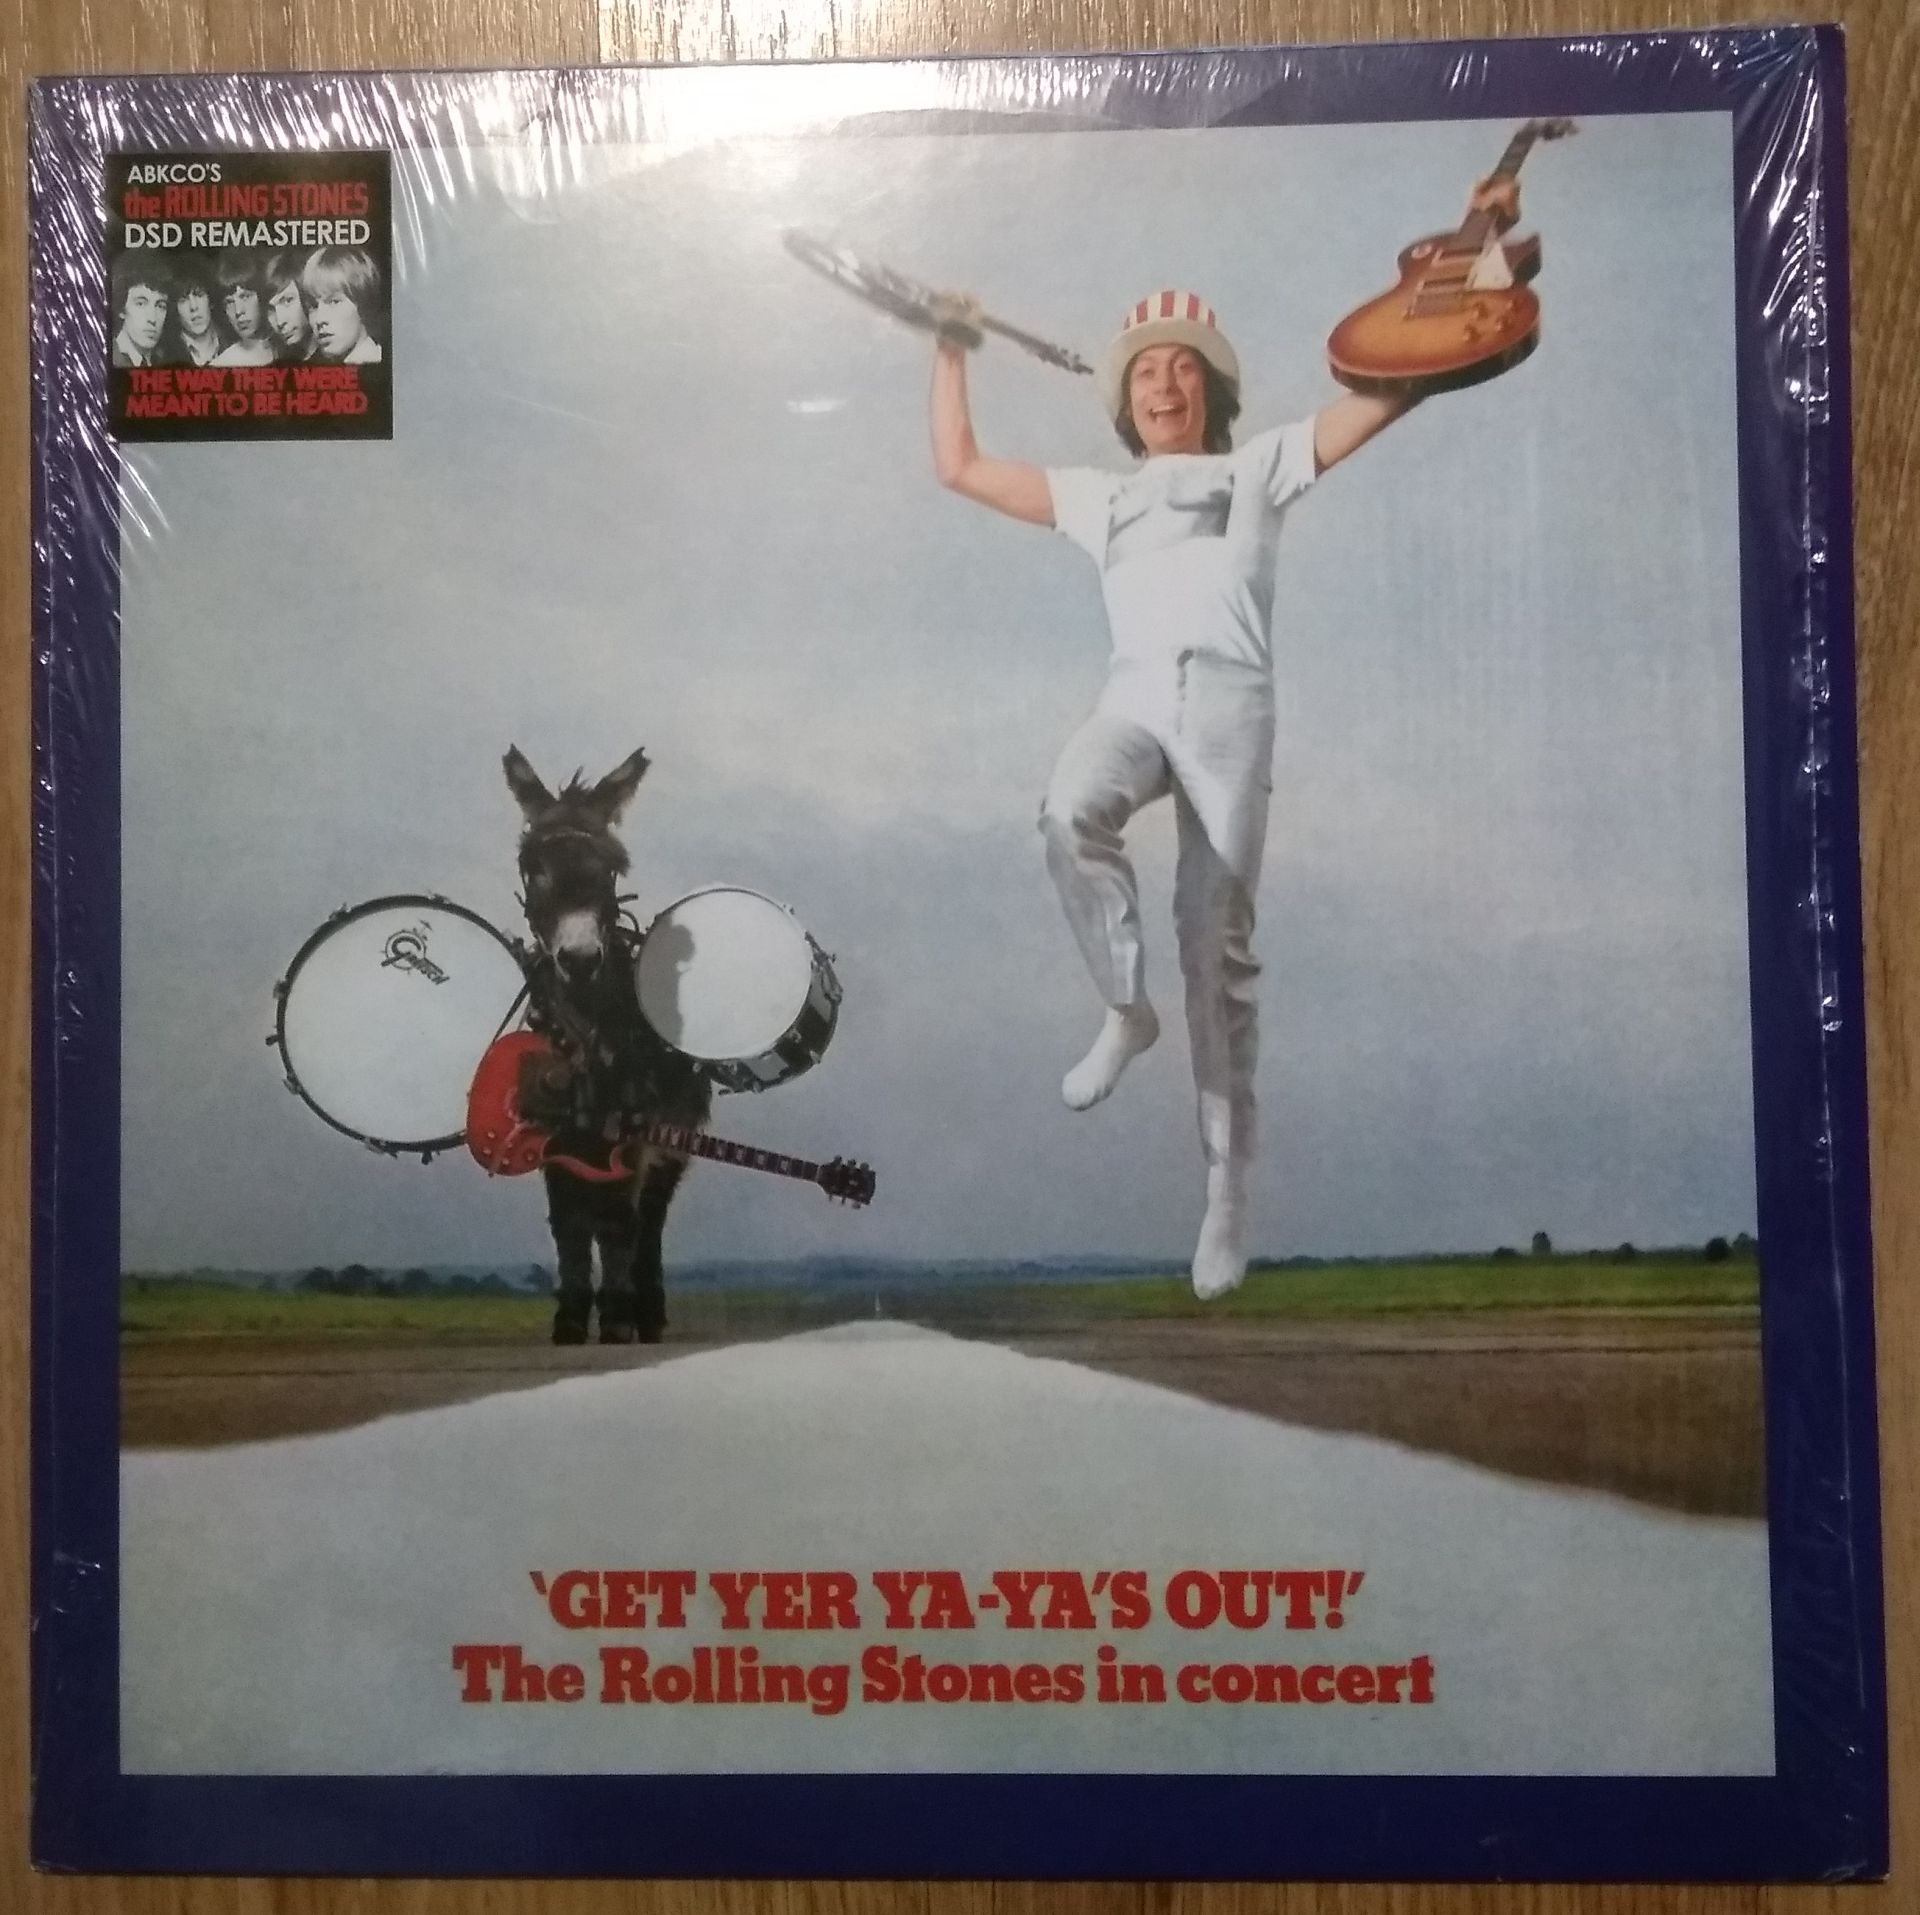 ABKCO'S
the ROLLING STONES
DSD REMASTERED
THE WAY THEY WERE
MEANT TO BE HEARD
GRETSCH
'GET YER YA-YA'S OUT!'
The Rolling Stones in concert